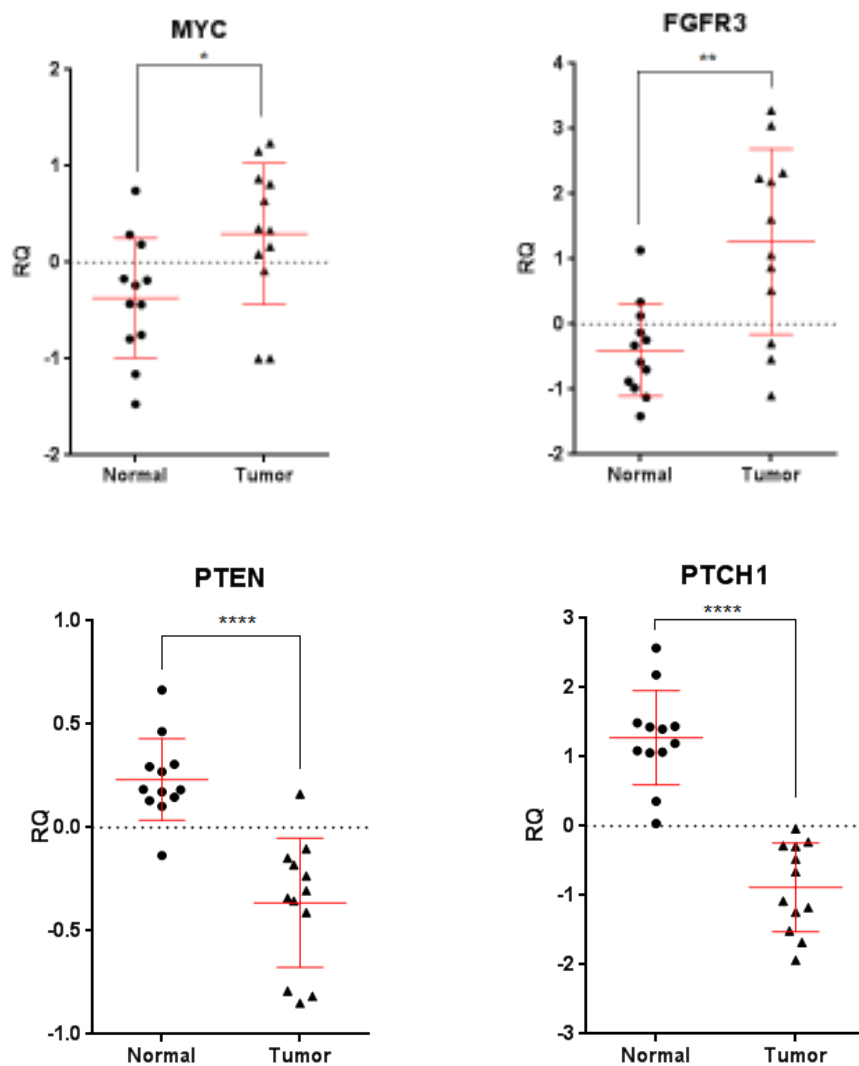 MYC
*
2
1
0
-1
-2
RQ
Normal Tumor
FGFR3
**
4
3
2
1
0
-1
-2
RQ
Normal Tumor
PTEN
****
1.0
0.5
0.0
-0.5
-1.0
RQ
Normal Tumor
PTCH1
****
3
2
1
0
-1
-2
-3
RQ
Normal Tumor